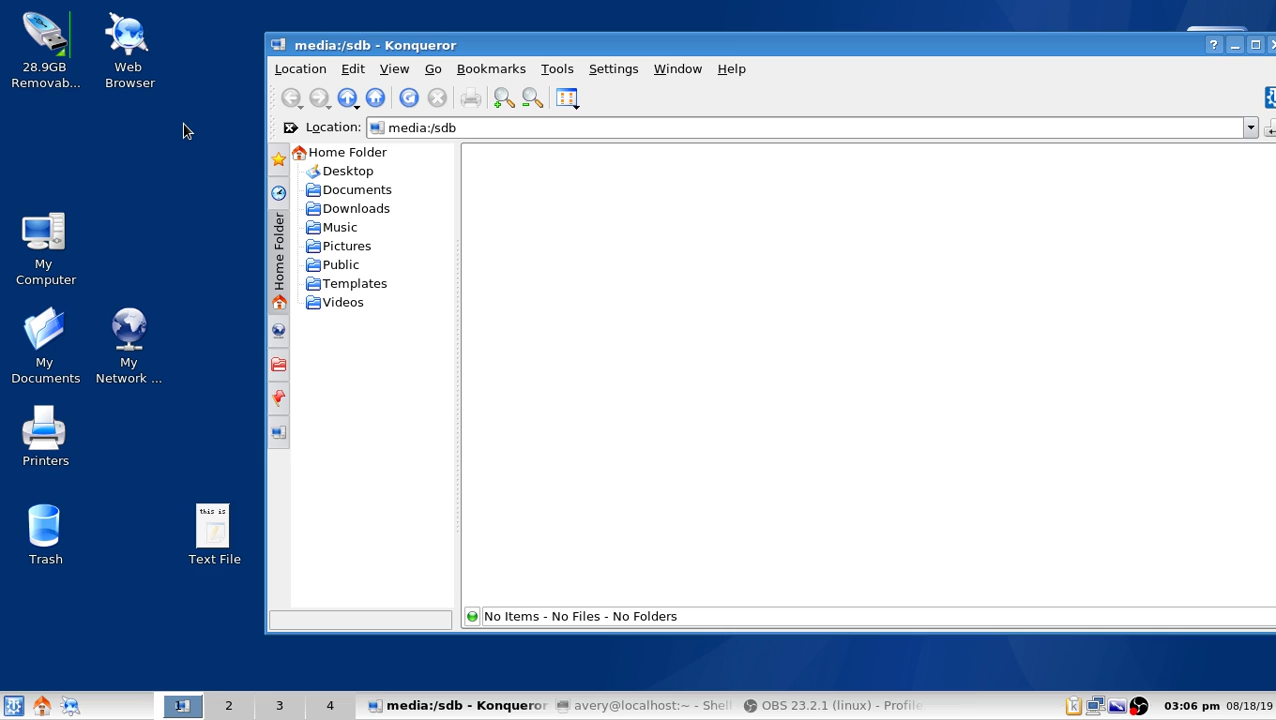 28.9GB
Removab...
Web
Browser
My
Computer
My
Documents
My
Network ...
Printers
Trash
this is
Text File
media:/sdb - Konqueror
Location Edit View Go Bookmarks Tools Settings Window Help
Location: media:/sdb
Home Folder
Home Folder
Desktop
Documents
Downloads
Music
Pictures
Public
Templates
Videos
No Items - No Files - No Folders
1 2 3 4 media:/sdb - Konqueror avery@localhost:~ - Shell OBS 23.2.1 (linux) - Profile 03:06 pm 08/18/19